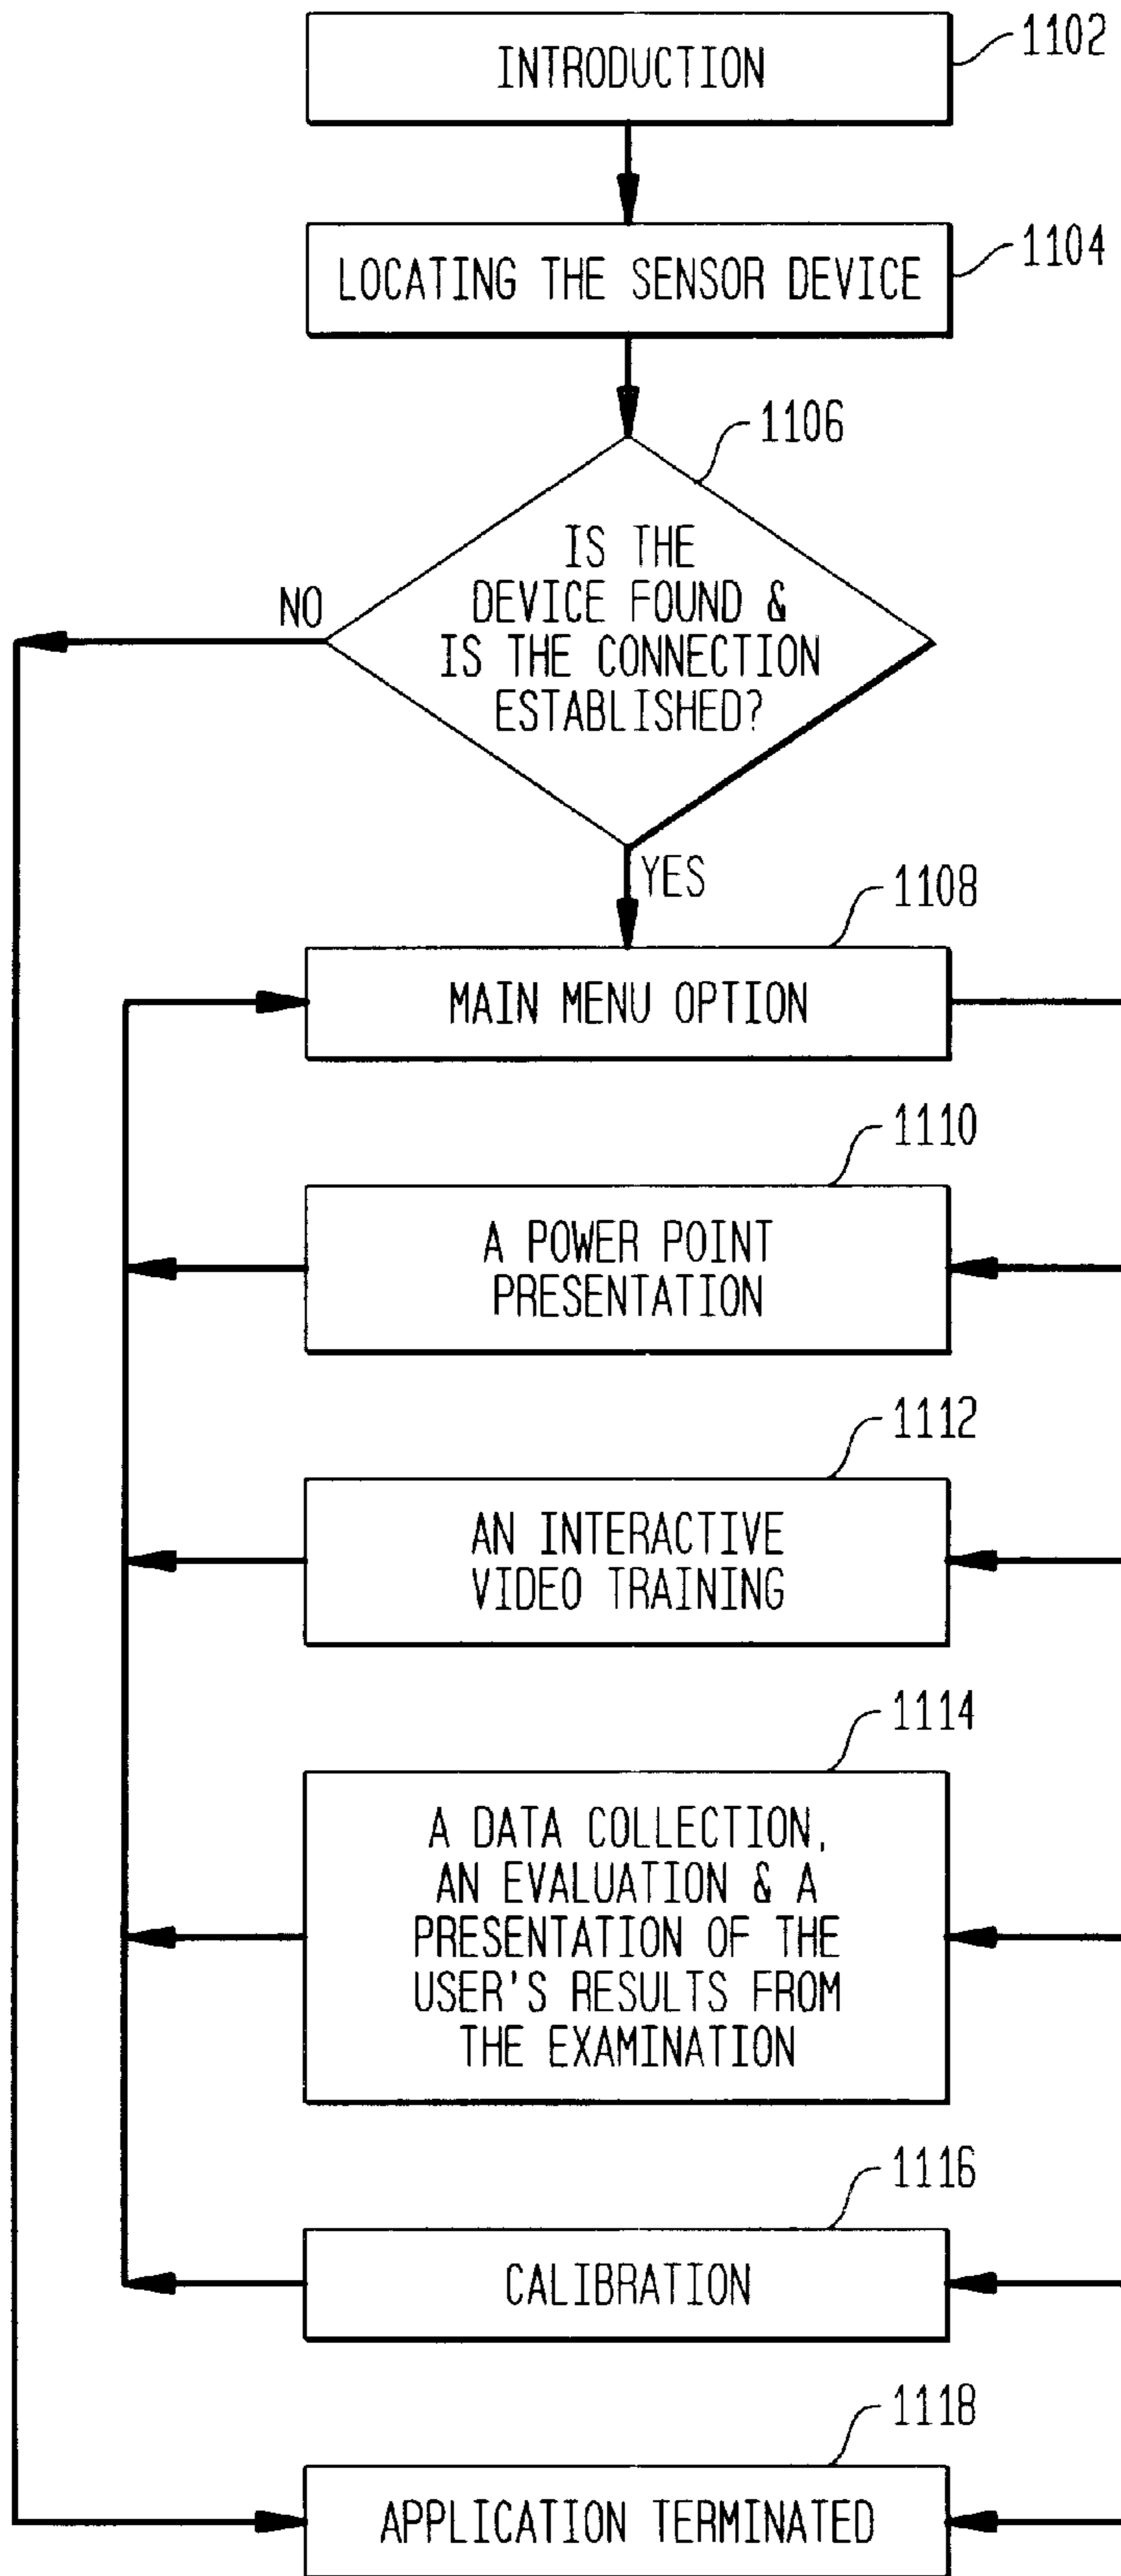 INTRODUCTION
1102
LOCATING THE SENSOR DEVICE
1104
1106
IS THE
DEVICE FOUND &
IS THE CONNECTION
ESTABLISHED?
NO
YES
1108
MAIN MENU OPTION
1110
A POWER POINT
PRESENTATION
1112
AN INTERACTIVE
VIDEO TRAINING
1114
A DATA COLLECTION,
AN EVALUATION & A
PRESENTATION OF THE
USER'S RESULTS FROM
THE EXAMINATION
1116
CALIBRATION
1118
APPLICATION TERMINATED